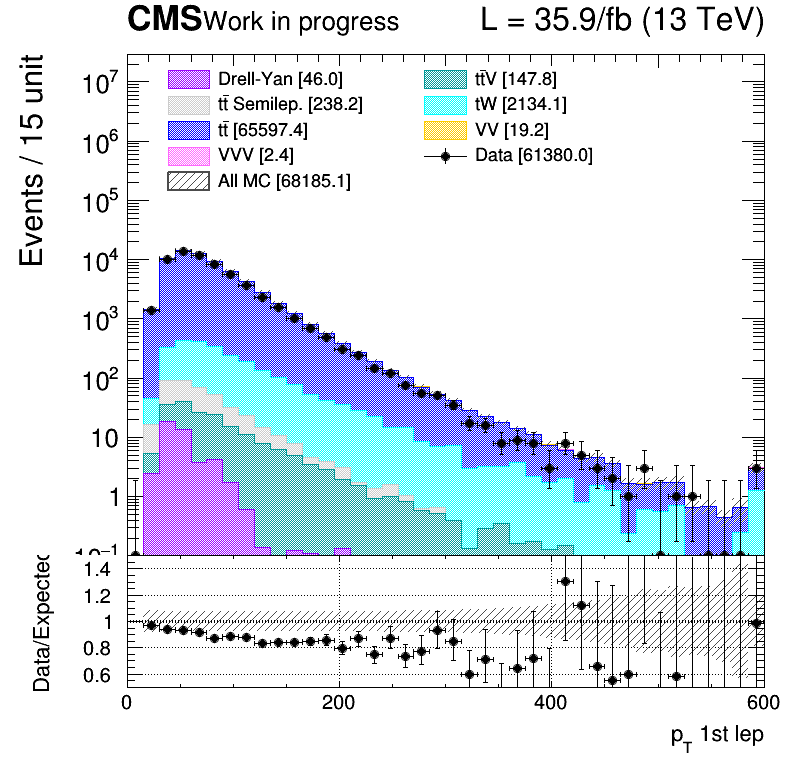 CMS Work in progress L = 35.9/fb (13 TeV)
Events / 15 unit
10⁷
10⁶
10⁵
10⁴
10³
10²
10
1
10⁻¹
Drell-Yan [46.0]
tt̄ Semilep. [238.2]
tt̄ [65597.4]
VVV [2.4]
All MC [68185.1]
tt̄V [147.8]
tW [2134.1]
VV [19.2]
Data [61380.0]
Data/Expected
1.4
1.2
1
0.8
0.6
0 200 400 600
p_T 1st lep